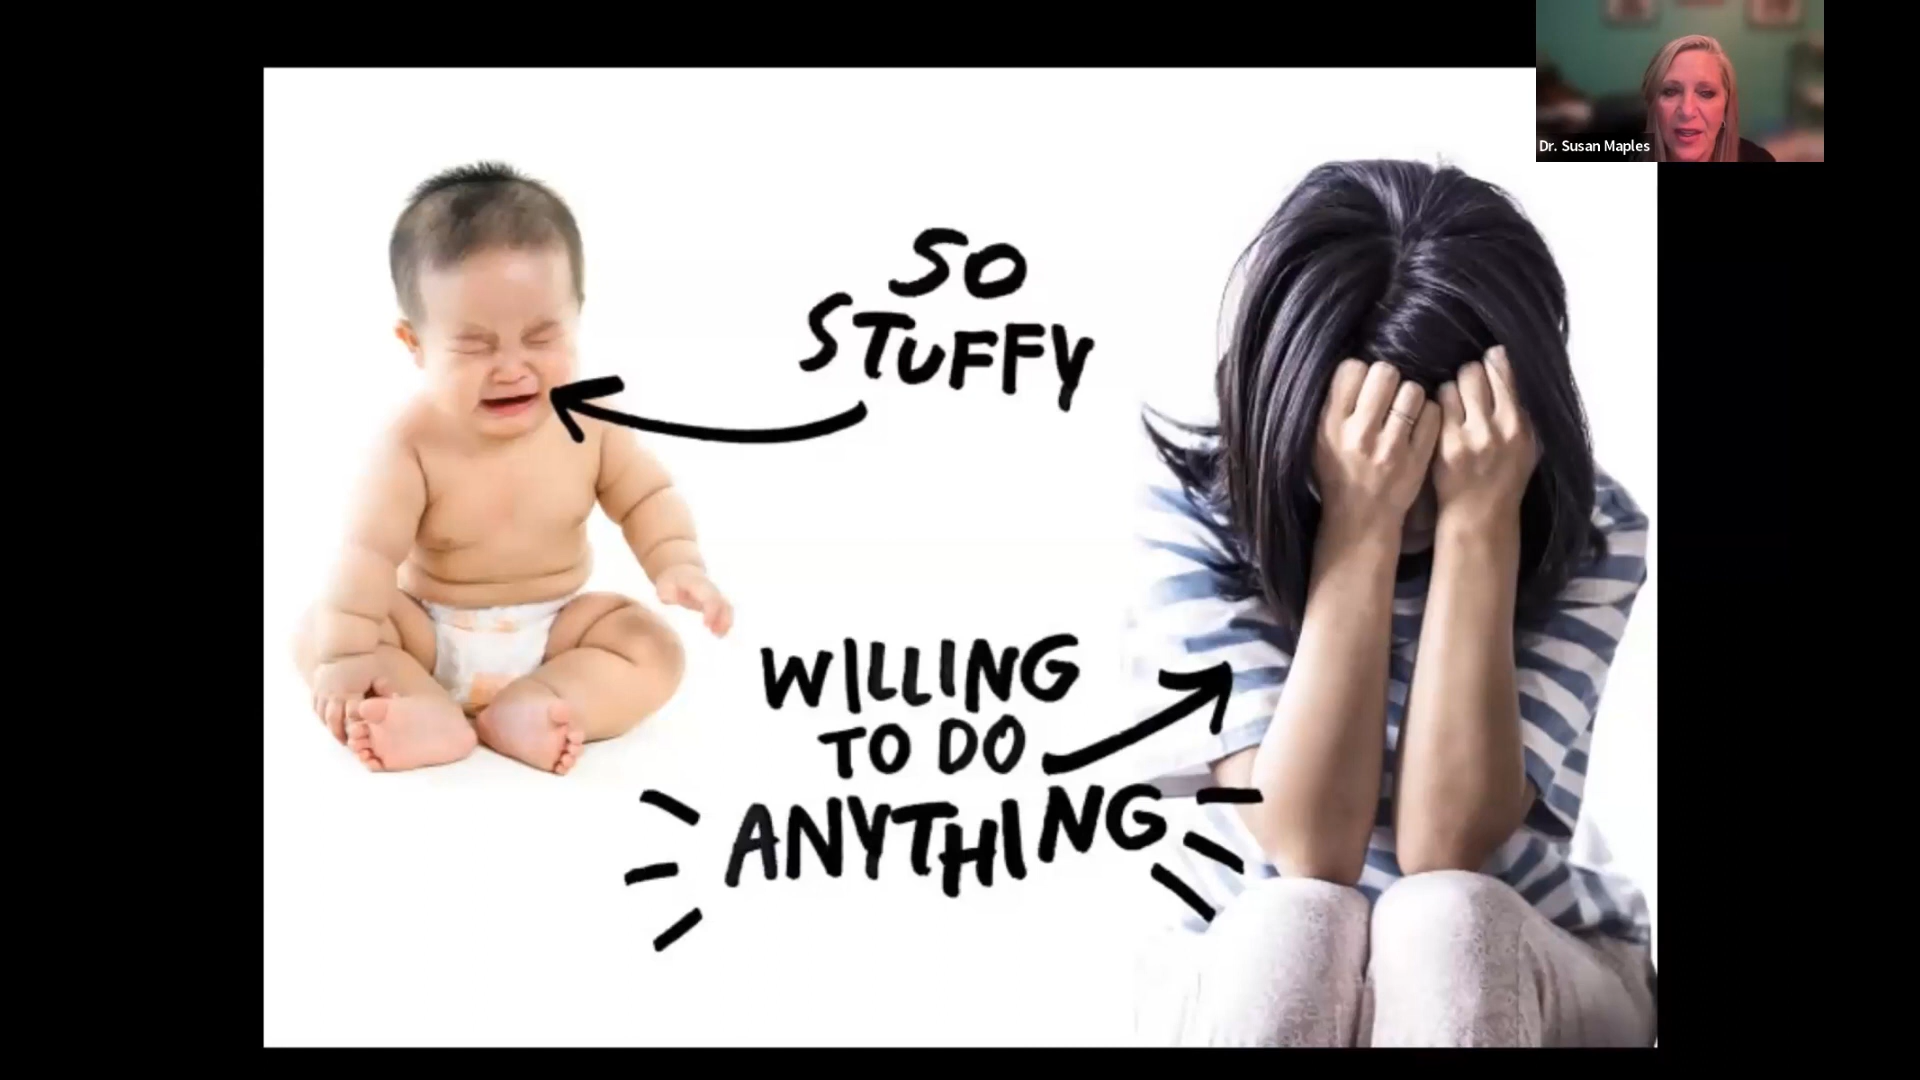 Dr. Susan Maples
SO
STUFFY
WILLING
TO DO
ANYTHING